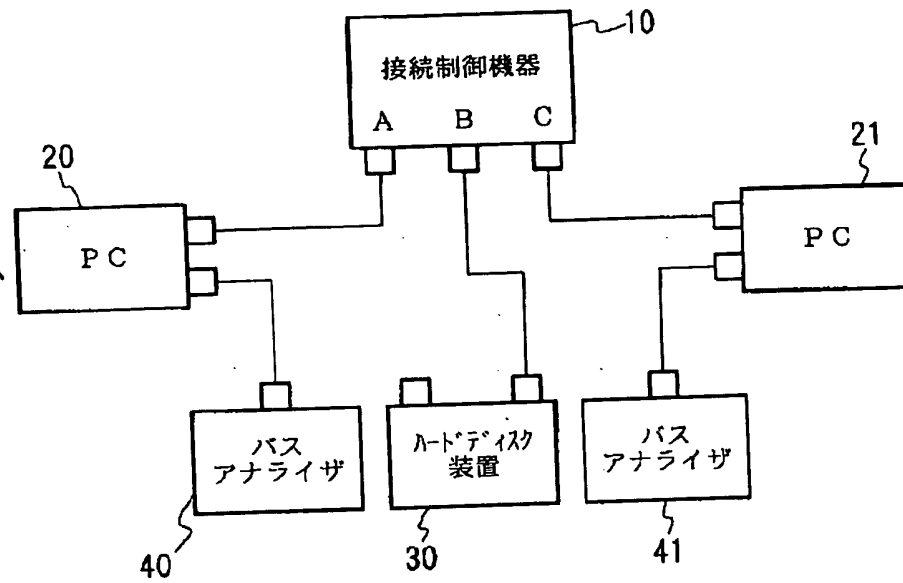 10
接続制御機器
A B C
20
21
PC
PC
バス
アナライザ
ハードディスク
装置
バス
アナライザ
40
30
41